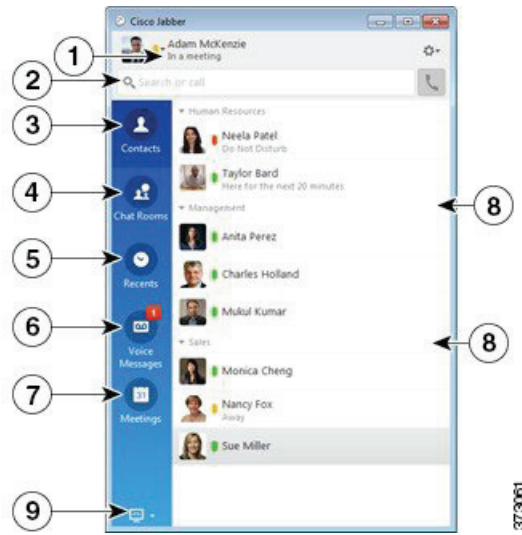 Cisco Jabber
1
Adam McKenzie
In a meeting
2
Search or call
3
Contacts
Human Resources
Neela Patel
Do Not Disturb
4
Chat Rooms
Taylor Bard
Here for the next 20 minutes
Management
8
Anita Perez
5
Recents
Charles Holland
6
1
Voice
Messages
Mukul Kumar
Sales
8
7
31
Meetings
Monica Cheng
Nancy Fox
Away
Sue Miller
9
373061